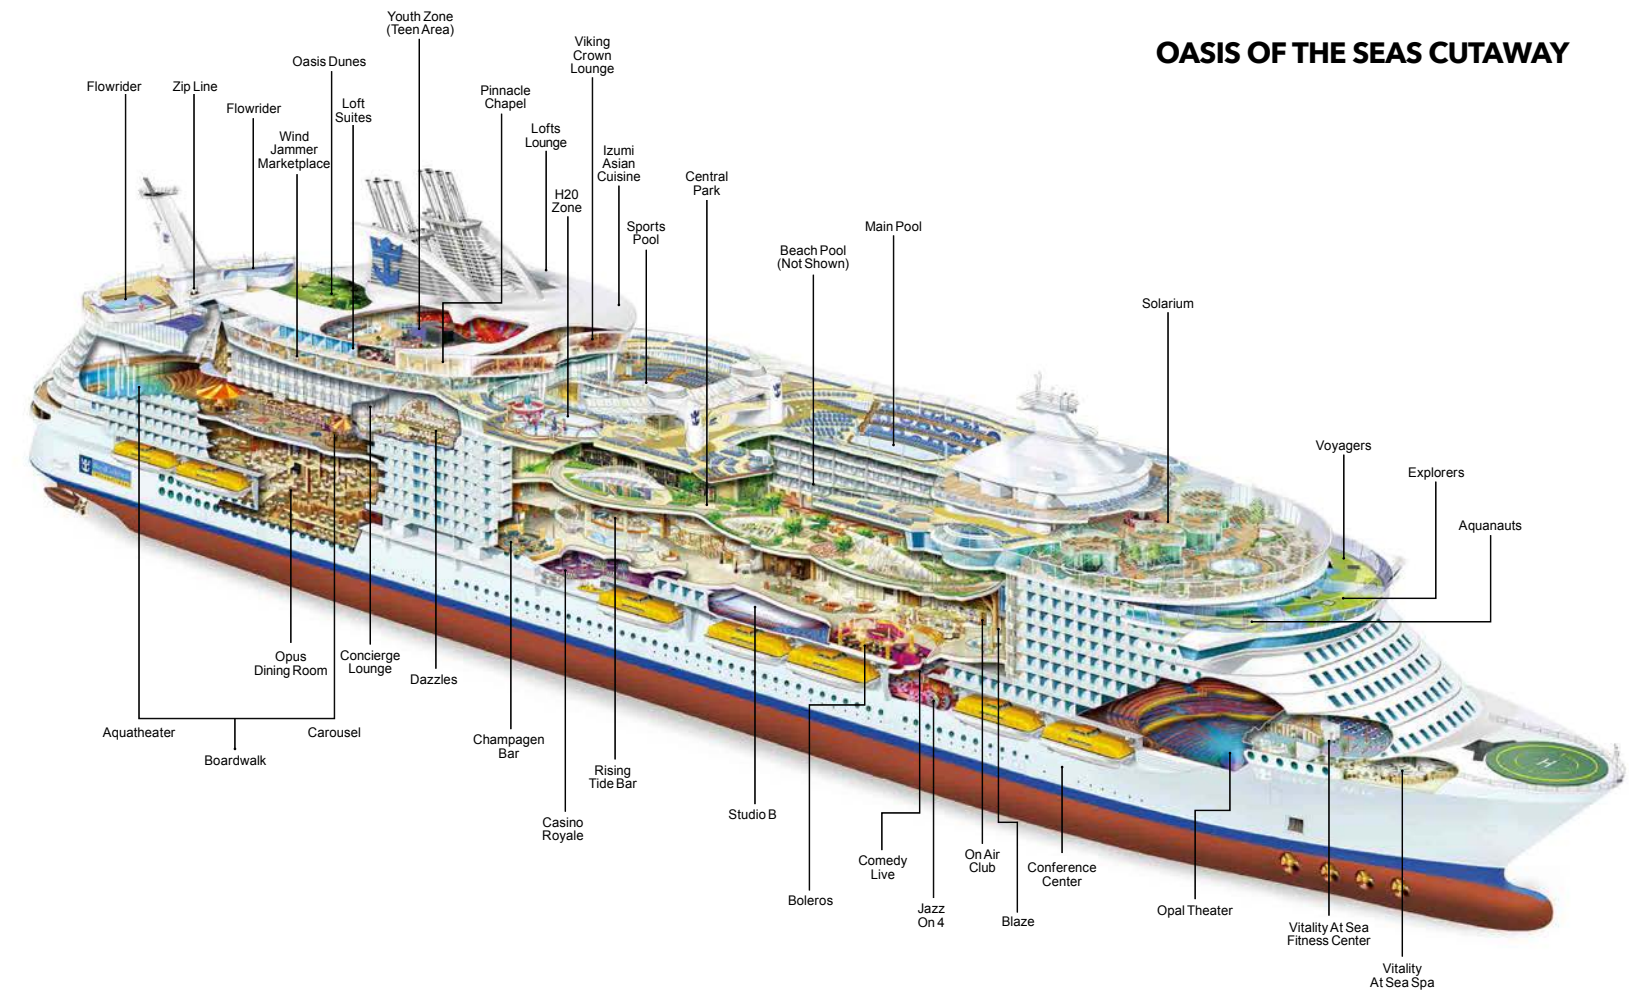 OASIS OF THE SEAS CUTAWAY
Youth Zone
(Teen Area)
Viking
Crown
Lounge
Oasis Dunes
Flowrider
Zip Line
Flowrider
Loft
Suites
Pinnacle
Chapel
Wind
Jammer
Marketplace
Lofts
Lounge
Izumi
Asian
Cuisine
H20
Zone
Central
Park
Sports
Pool
Main Pool
Beach Pool
(Not Shown)
Solarium
Voyagers
Explorers
Aquanauts
Opus
Dining Room
Concierge
Lounge
Dazzles
Aquatheater
Carousel
Boardwalk
Champagen
Bar
Rising
Tide Bar
Casino
Royale
Studio B
Comedy
Live
On Air
Club
Conference
Center
Boleros
Jazz
On 4
Blaze
Opal Theater
Vitality At Sea
Fitness Center
Vitality
At Sea Spa
H